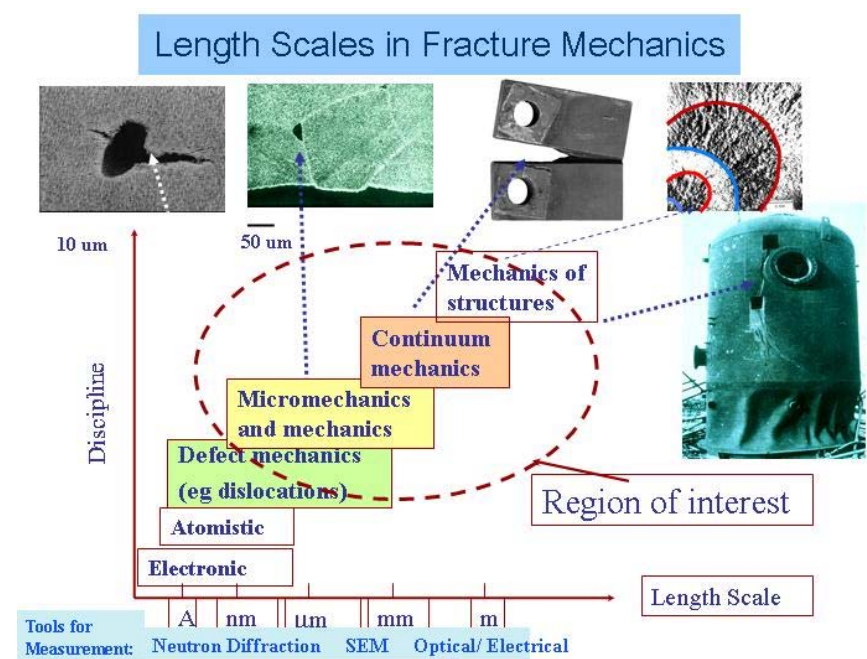 Length Scales in Fracture Mechanics
10 um
50 um
Mechanics of
structures
Continuum
mechanics
Micromechanics
and mechanics
Defect mechanics
(eg dislocations)
Atomistic
Electronic
Discipline
Region of interest
Length Scale
A
nm
μm
mm
m
Tools for
Measurement:
Neutron Diffraction SEM Optical/ Electrical